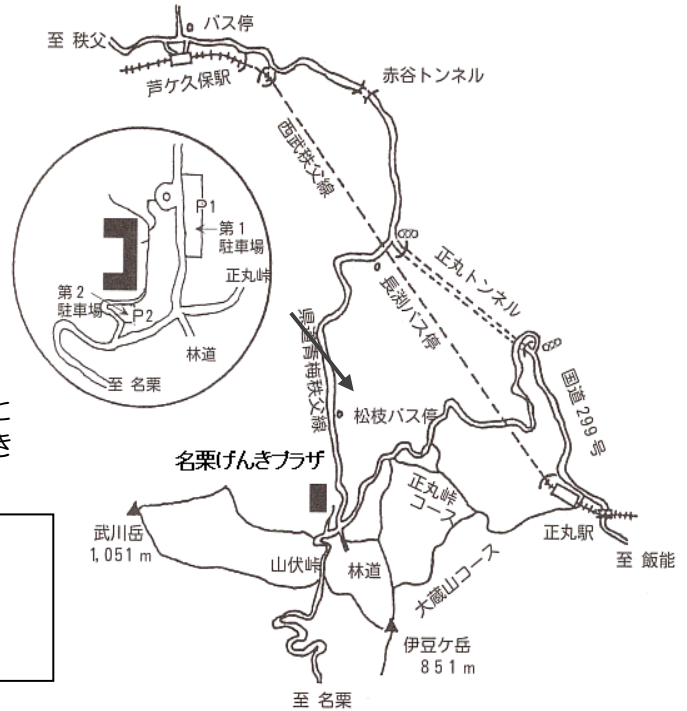 バス停
至 秩父
芦ケ久保駅
赤谷トンネル
西武秩父線
P1
第1
駐車場
正丸峠
第2
駐車場
P2
林道
至 名栗
正丸トンネル
長渕バス停
県道青梅秩父線
松枝バス停
国道299号
き
名栗げんきプラザ
正丸峠
コース
正丸駅
至 飯能
武川岳
1,051m
山伏峠
林道
大蔵山コース
伊豆ケ岳
851m
至 名栗